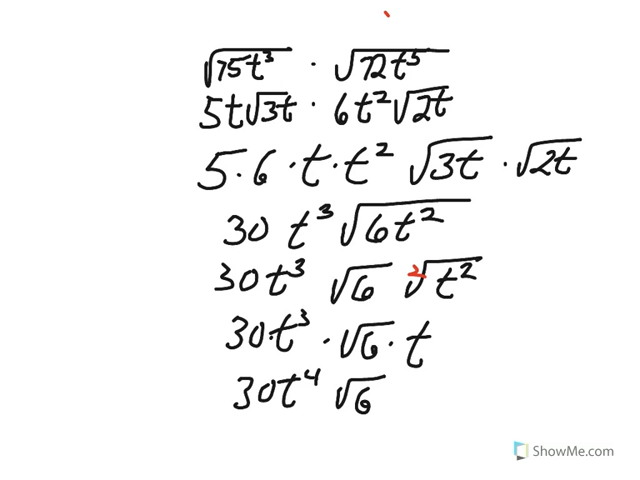 √75t³ · √72t⁵
5t√3t · 6t²√2t
5·6·t·t² √3t · √2t
30 t³√6t²
30t³ √6 ²√t²
30t³ · √6 · t
30t⁴ √6
ShowMe.com